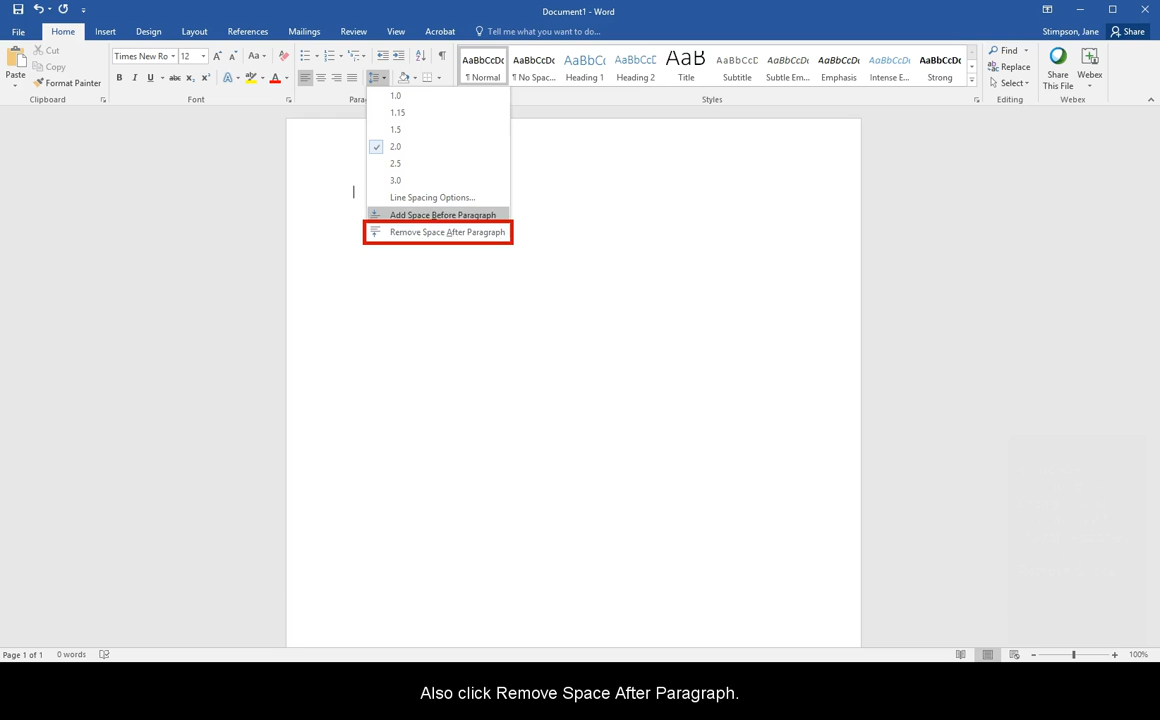 Document1 - Word
File Home Insert Design Layout References Mailings Review View Acrobat Tell me what you want to do... Stimpson, Jane Share
Paste
Cut
Copy
Format Painter
Clipboard
Times New Ro 12
Font
Parag
AaBbCcDc AaBbCcDc AaBbCc AaBbCcE AaB AaBbCcD AaBbCcDc AaBbCcDc AaBbCcDc AaBbCcDc
¶ Normal ¶ No Spac... Heading 1 Heading 2 Title Subtitle Subtle Em... Emphasis Intense E... Strong
Styles
Find
Replace
Select
Editing
Share This File
Webex
Webex
1.0
1.15
1.5
2.0
2.5
3.0
Line Spacing Options...
Add Space Before Paragraph
Remove Space After Paragraph
Page 1 of 1 0 words 100%
Also click Remove Space After Paragraph.